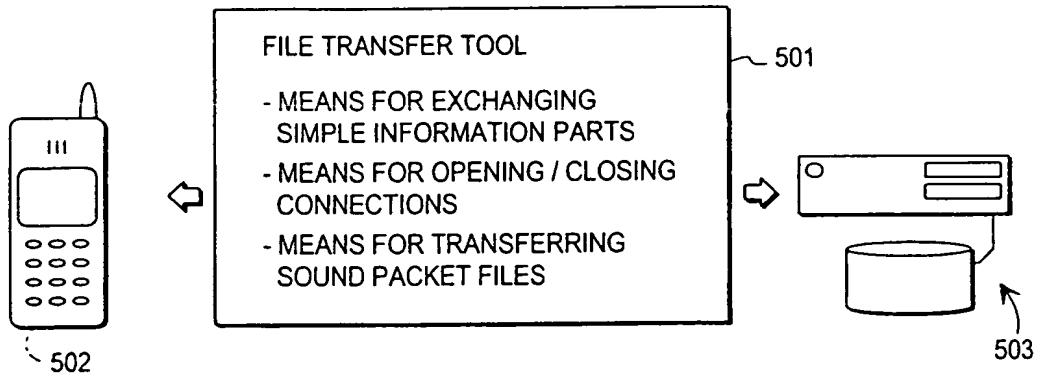 FILE TRANSFER TOOL
- MEANS FOR EXCHANGING
SIMPLE INFORMATION PARTS
- MEANS FOR OPENING / CLOSING
CONNECTIONS
- MEANS FOR TRANSFERRING
SOUND PACKET FILES
501
502
503